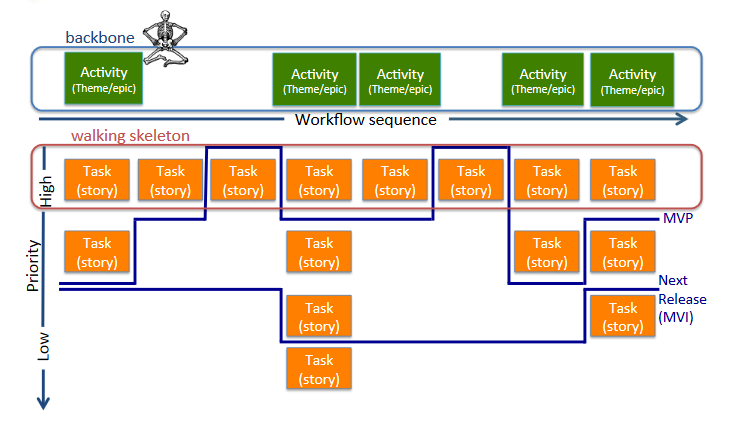 backbone
Activity
(Theme/epic)
Activity
(Theme/epic)
Activity
(Theme/epic)
Activity
(Theme/epic)
Activity
(Theme/epic)
Workflow sequence
walking skeleton
High
Priority
Low
Task
(story)
Task
(story)
Task
(story)
Task
(story)
Task
(story)
Task
(story)
Task
(story)
Task
(story)
MVP
Task
(story)
Task
(story)
Task
(story)
Task
(story)
Next
Release
(MVI)
Task
(story)
Task
(story)
Task
(story)